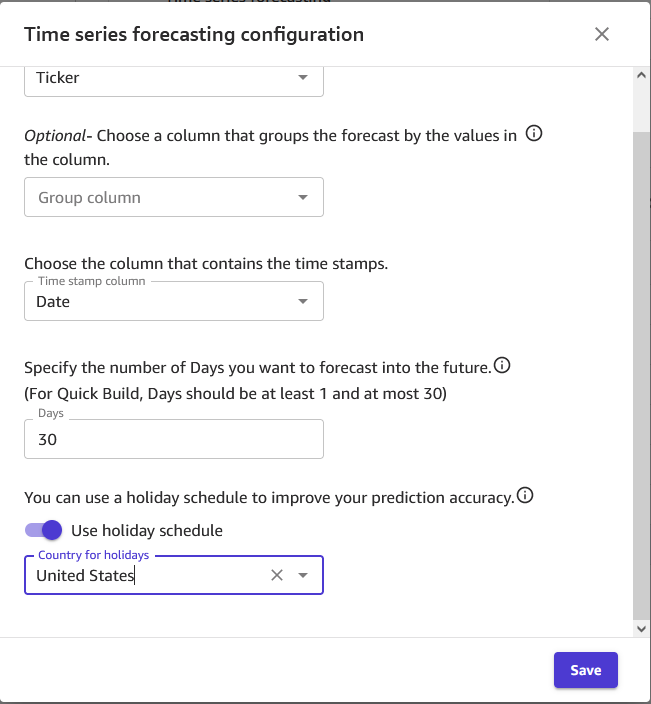 Time series forecasting configuration
Ticker
Optional- Choose a column that groups the forecast by the values in
the column.
Group column
Choose the column that contains the time stamps.
Time stamp column
Date
Specify the number of Days you want to forecast into the future.
(For Quick Build, Days should be at least 1 and at most 30)
Days
30
You can use a holiday schedule to improve your prediction accuracy.
Use holiday schedule
Country for holidays
United States
Save